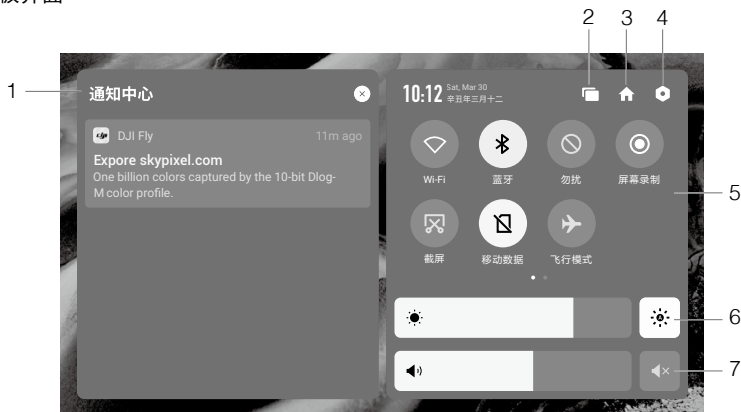 2 3 4
1
通知中心
10:12 Sat, Mar 30
辛丑年三月十二
DJI Fly 11m ago
Expore skypixel.com
One billion colors captured by the 10-bit Dlog-
M color profile.
Wi-Fi 蓝牙 勿扰 屏幕录制
5
截屏 移动数据 飞行模式
6
7